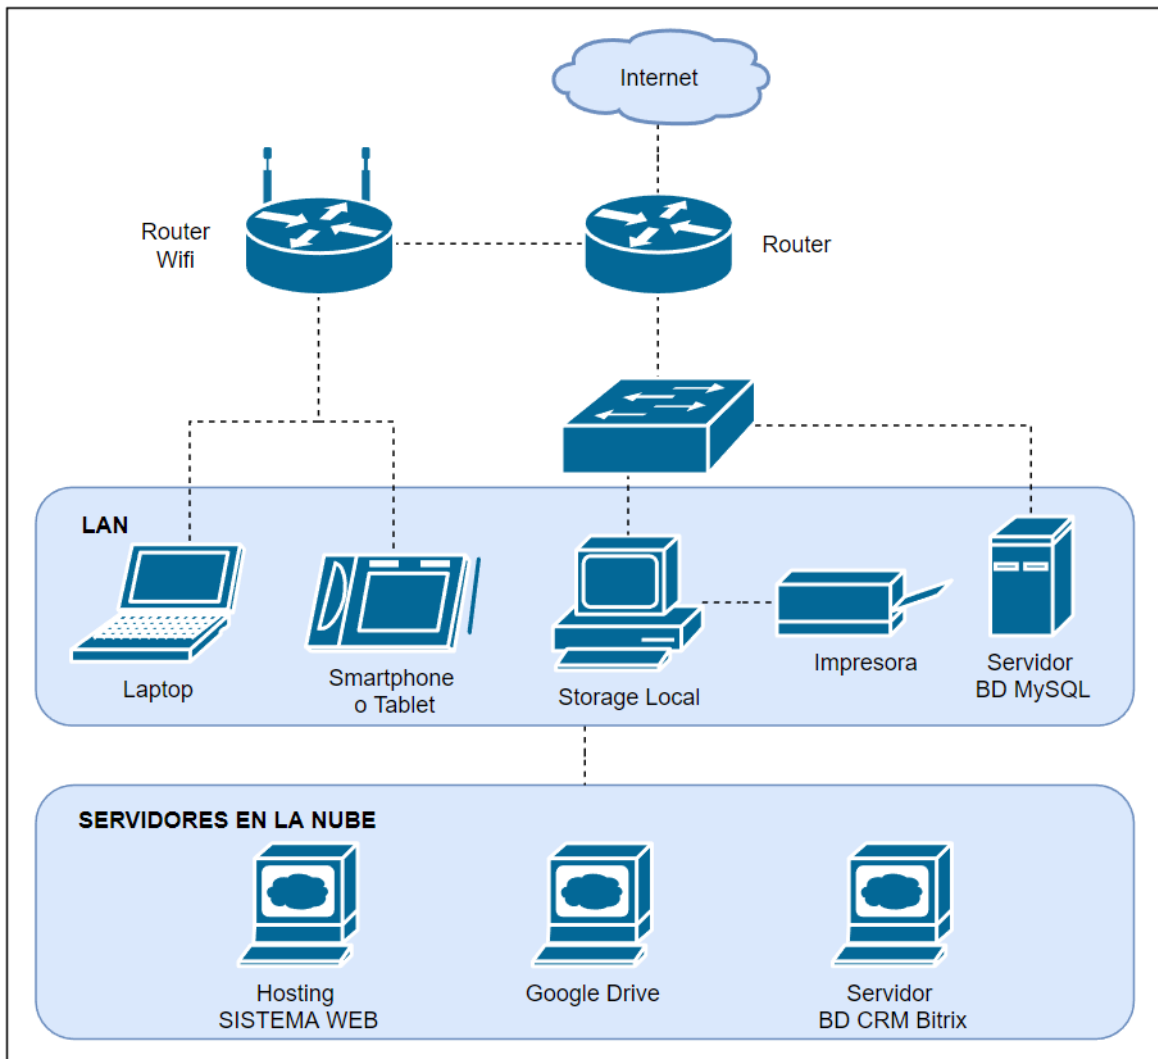 Internet
Router
Wifi
Router
LAN
Laptop
Smartphone
o Tablet
Storage Local
Impresora
Servidor
BD MySQL
SERVIDORES EN LA NUBE
Hosting
SISTEMA WEB
Google Drive
Servidor
BD CRM Bitrix